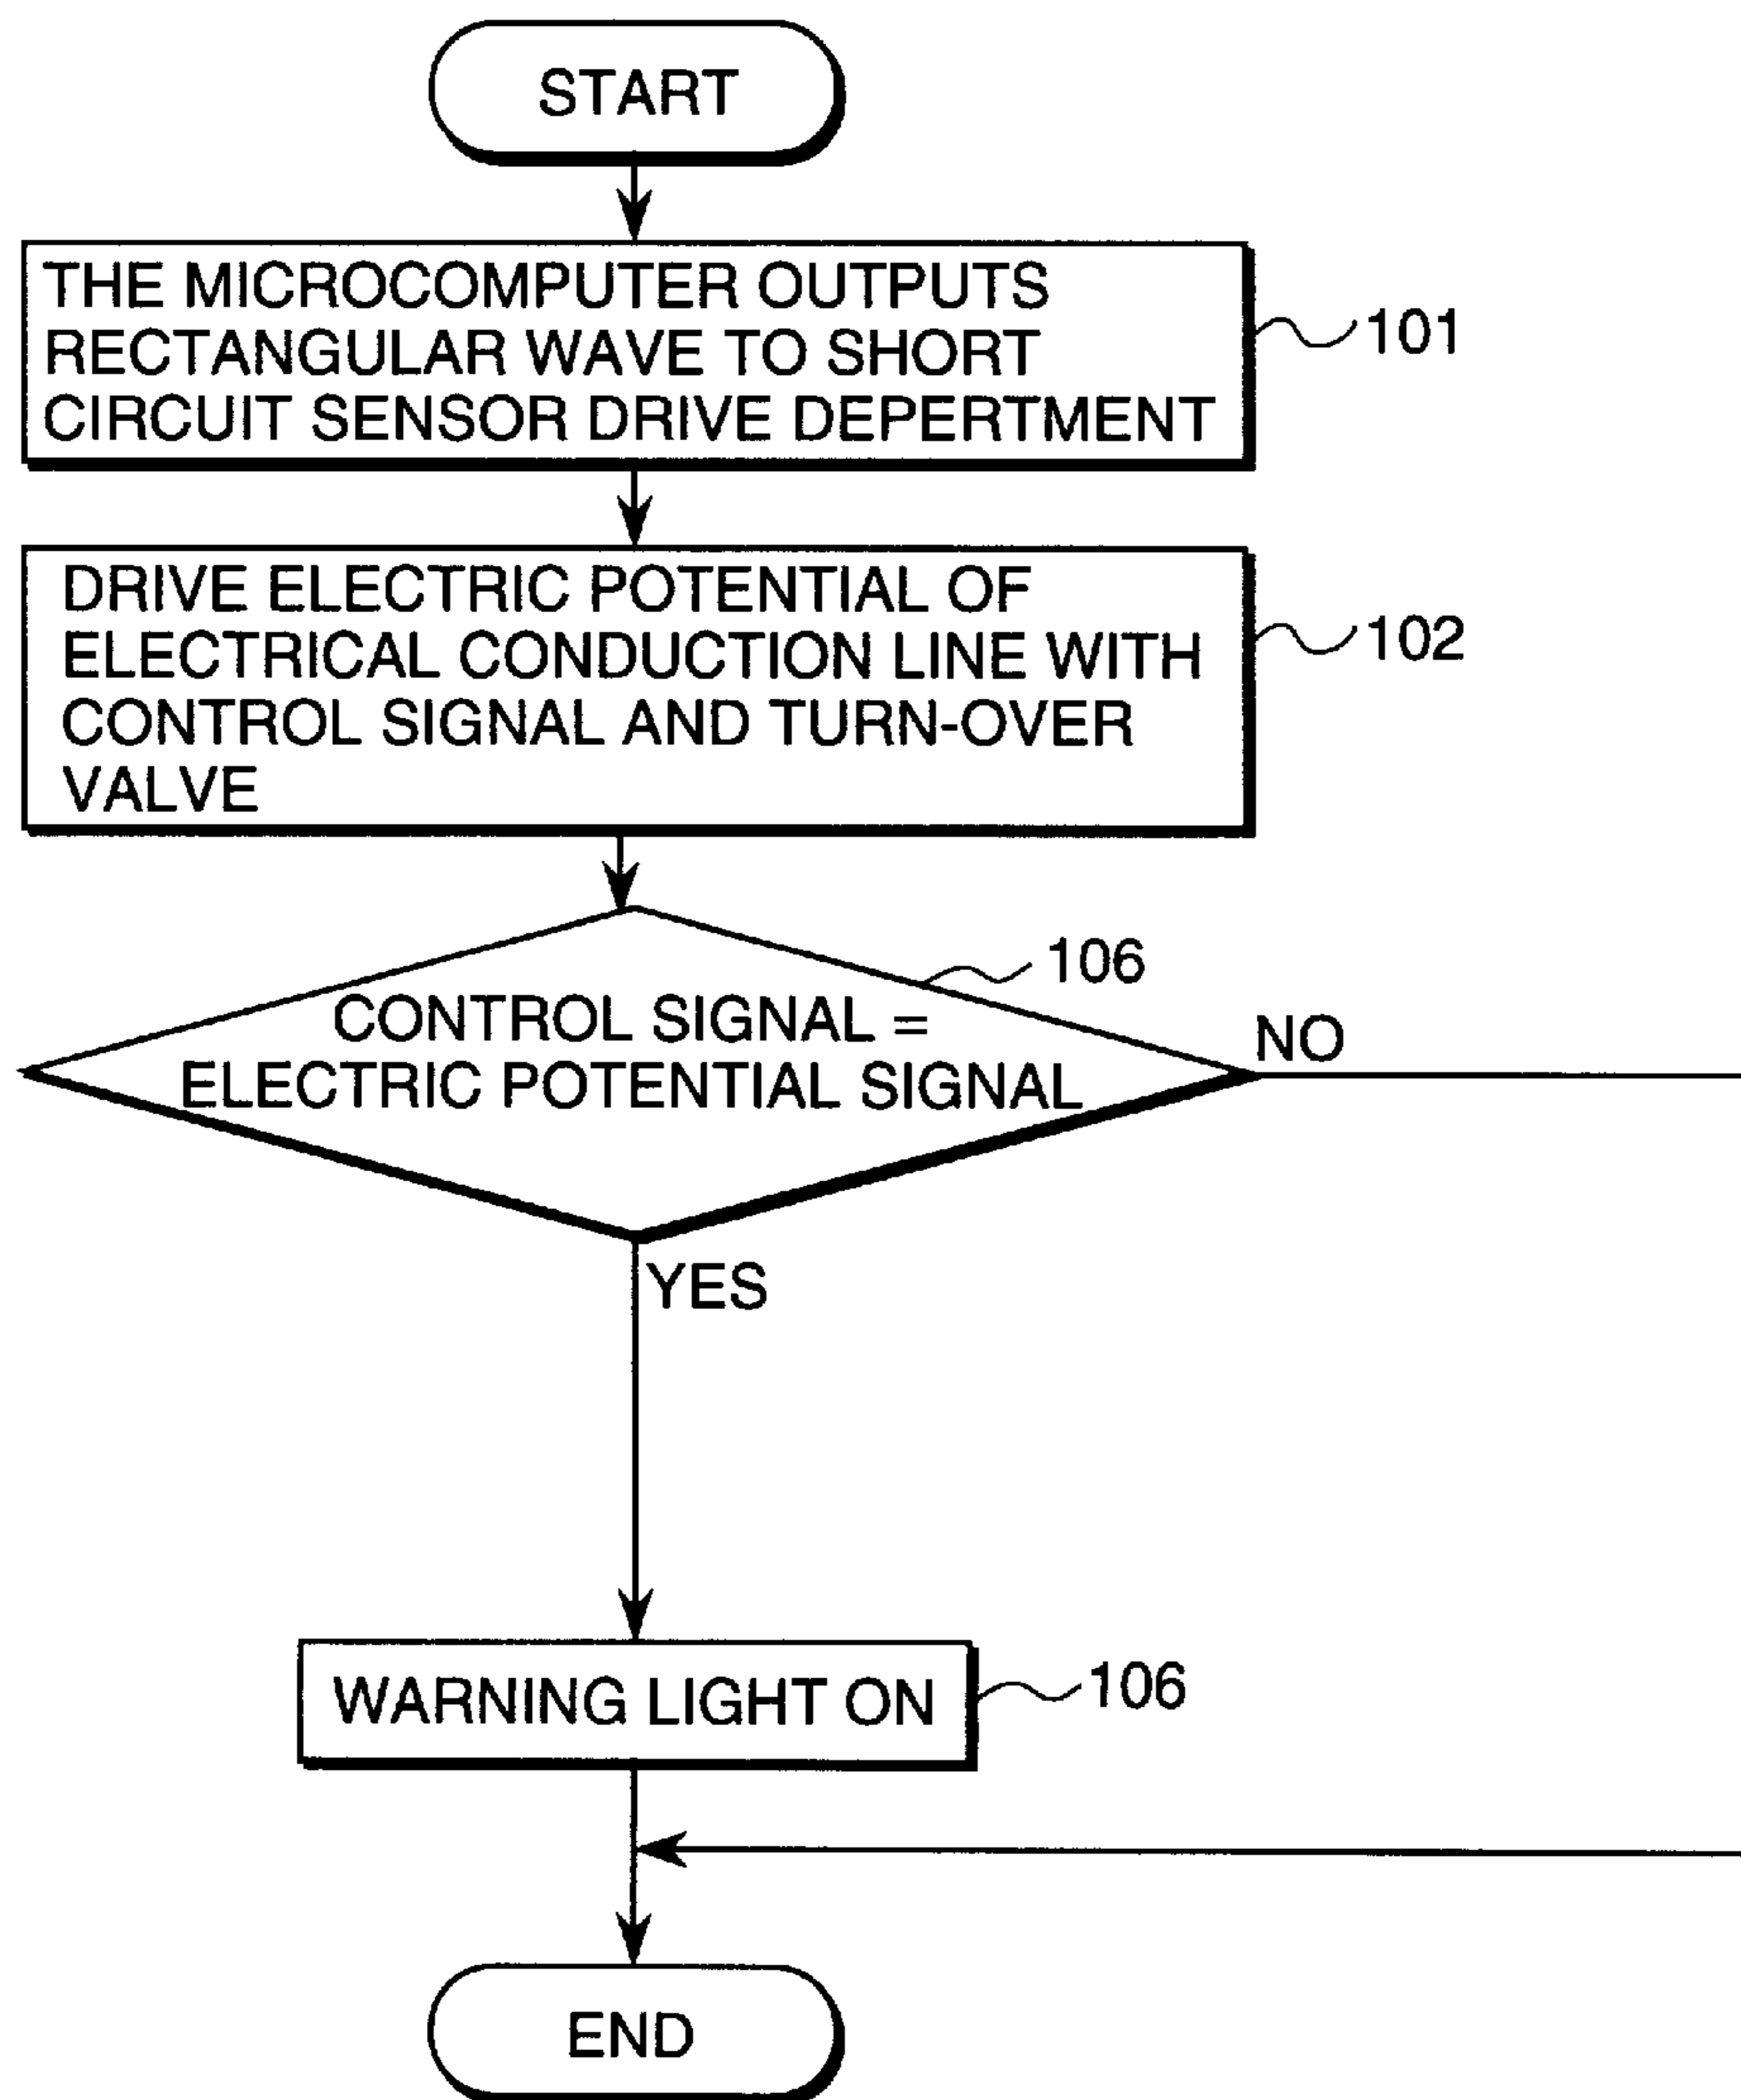 START
THE MICROCOMPUTER OUTPUTS
RECTANGULAR WAVE TO SHORT
CIRCUIT SENSOR DRIVE DEPERTMENT
101
DRIVE ELECTRIC POTENTIAL OF
ELECTRICAL CONDUCTION LINE WITH
CONTROL SIGNAL AND TURN-OVER
VALVE
102
106
CONTROL SIGNAL =
ELECTRIC POTENTIAL SIGNAL
NO
YES
WARNING LIGHT ON
106
END